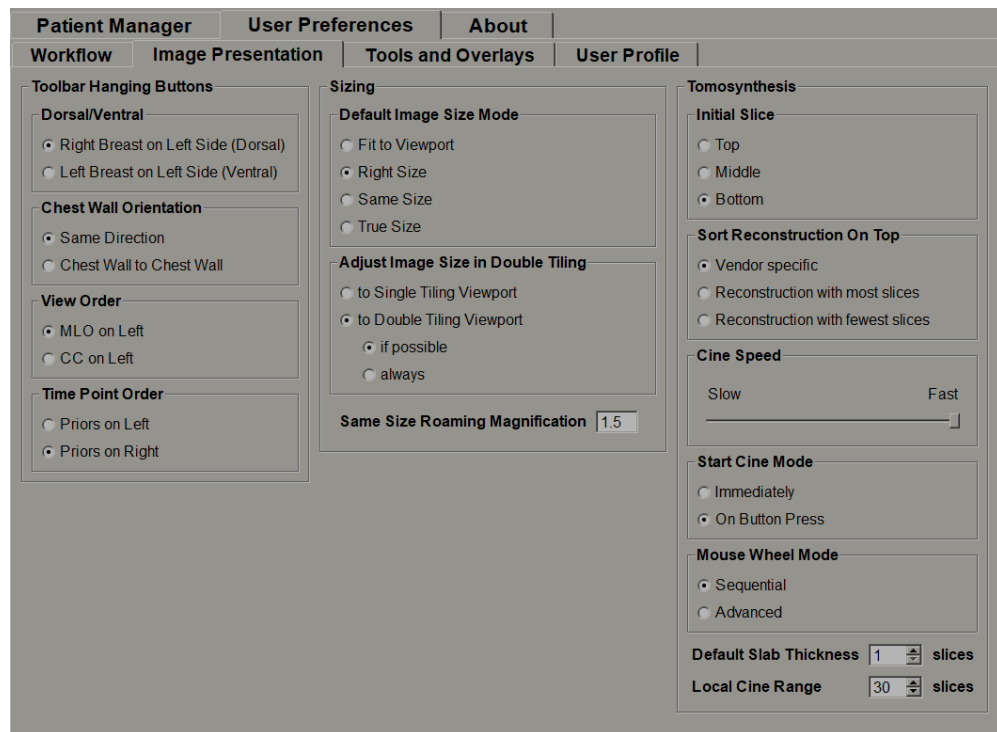 Patient Manager
User Preferences
About
Workflow
Image Presentation
Tools and Overlays
User Profile
Toolbar Hanging Buttons
Dorsal/Ventral
Right Breast on Left Side (Dorsal)
Left Breast on Left Side (Ventral)
Chest Wall Orientation
Same Direction
Chest Wall to Chest Wall
View Order
MLO on Left
CC on Left
Time Point Order
Priors on Left
Priors on Right
Sizing
Default Image Size Mode
Fit to Viewport
Right Size
Same Size
True Size
Adjust Image Size in Double Tiling
to Single Tiling Viewport
to Double Tiling Viewport
if possible
always
Same Size Roaming Magnification 1.5
Tomosynthesis
Initial Slice
Top
Middle
Bottom
Sort Reconstruction On Top
Vendor specific
Reconstruction with most slices
Reconstruction with fewest slices
Cine Speed
Slow Fast
Start Cine Mode
Immediately
On Button Press
Mouse Wheel Mode
Sequential
Advanced
Default Slab Thickness 1 slices
Local Cine Range 30 slices